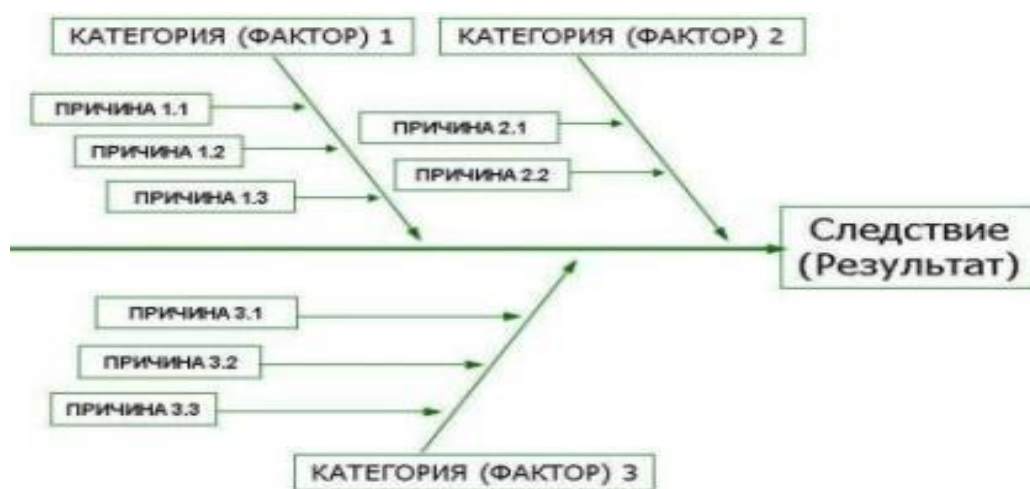 КАТЕГОРИЯ (ФАКТОР) 1
КАТЕГОРИЯ (ФАКТОР) 2
ПРИЧИНА 1.1
ПРИЧИНА 1.2
ПРИЧИНА 1.3
ПРИЧИНА 2.1
ПРИЧИНА 2.2
Следствие
(Результат)
ПРИЧИНА 3.1
ПРИЧИНА 3.2
ПРИЧИНА 3.3
КАТЕГОРИЯ (ФАКТОР) 3